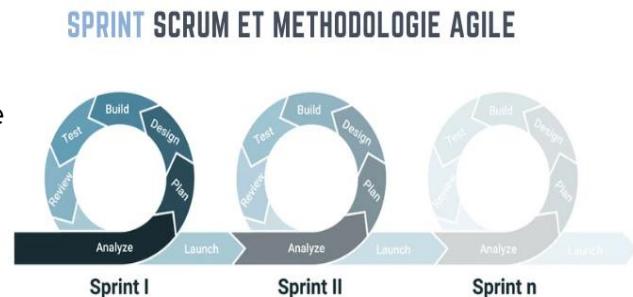 SPRINT SCRUM ET METHODOLOGIE AGILE
e
Build Build Build
Test Design Test Design Test Design
Review Plan Review Plan Review Plan
Analyze Launch Analyze Launch Analyze Launch
Sprint I Sprint II Sprint n